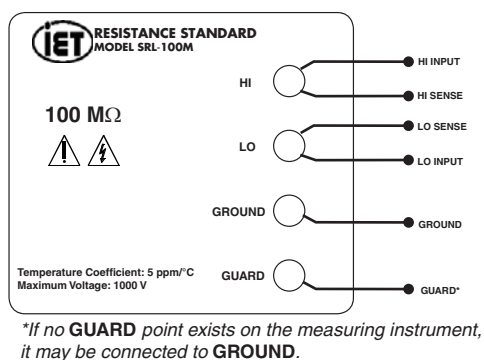 IET RESISTANCE STANDARD
MODEL SRL-100M
HI INPUT
HI
HI SENSE
100 MΩ
LO SENSE
LO
LO INPUT
GROUND
GROUND
Temperature Coefficient: 5 ppm/°C
Maximum Voltage: 1000 V
GUARD
GUARD*
*If no GUARD point exists on the measuring instrument,
it may be connected to GROUND.